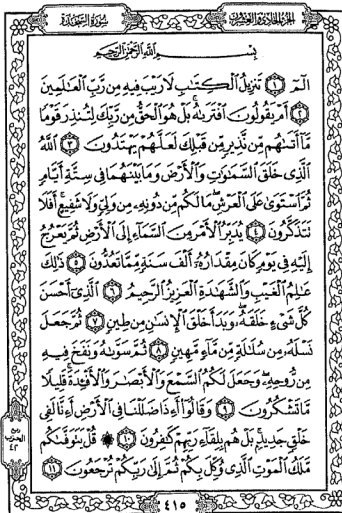 الجزء الحادي والعشرون
سورة السجدة
بِسْمِ اللَّهِ الرَّحْمَٰنِ الرَّحِيمِ
الٓمٓ ۝١ تَنزِيلُ ٱلْكِتَٰبِ لَا رَيْبَ فِيهِ مِن رَّبِّ ٱلْعَٰلَمِينَ
۝٢ أَمْ يَقُولُونَ ٱفْتَرَىٰهُ بَلْ هُوَ ٱلْحَقُّ مِن رَّبِّكَ لِتُنذِرَ قَوْمًا
مَّآ أَتَىٰهُم مِّن نَّذِيرٍ مِّن قَبْلِكَ لَعَلَّهُمْ يَهْتَدُونَ ۝٣ ٱللَّهُ
ٱلَّذِى خَلَقَ ٱلسَّمَٰوَٰتِ وَٱلْأَرْضَ وَمَا بَيْنَهُمَا فِى سِتَّةِ أَيَّامٍ
ثُمَّ ٱسْتَوَىٰ عَلَى ٱلْعَرْشِ مَا لَكُم مِّن دُونِهِۦ مِن وَلِىٍّ وَلَا شَفِيعٍ أَفَلَا
تَتَذَكَّرُونَ ۝٤ يُدَبِّرُ ٱلْأَمْرَ مِنَ ٱلسَّمَآءِ إِلَى ٱلْأَرْضِ ثُمَّ يَعْرُجُ
إِلَيْهِ فِى يَوْمٍ كَانَ مِقْدَارُهُۥٓ أَلْفَ سَنَةٍ مِّمَّا تَعُدُّونَ ۝٥ ذَٰلِكَ
عَٰلِمُ ٱلْغَيْبِ وَٱلشَّهَٰدَةِ ٱلْعَزِيزُ ٱلرَّحِيمُ ۝٦ ٱلَّذِىٓ أَحْسَنَ
كُلَّ شَىْءٍ خَلَقَهُۥ وَبَدَأَ خَلْقَ ٱلْإِنسَٰنِ مِن طِينٍ ۝٧ ثُمَّ جَعَلَ
نَسْلَهُۥ مِن سُلَٰلَةٍ مِّن مَّآءٍ مَّهِينٍ ۝٨ ثُمَّ سَوَّىٰهُ وَنَفَخَ فِيهِ
مِن رُّوحِهِۦ وَجَعَلَ لَكُمُ ٱلسَّمْعَ وَٱلْأَبْصَٰرَ وَٱلْأَفْـِٔدَةَ قَلِيلًا
مَّا تَشْكُرُونَ ۝٩ وَقَالُوٓا۟ أَءِذَا ضَلَلْنَا فِى ٱلْأَرْضِ أَءِنَّا لَفِى
خَلْقٍ جَدِيدٍۭ بَلْ هُم بِلِقَآءِ رَبِّهِمْ كَٰفِرُونَ ۝١٠ ۞ قُلْ يَتَوَفَّىٰكُم
مَّلَكُ ٱلْمَوْتِ ٱلَّذِى وُكِّلَ بِكُمْ ثُمَّ إِلَىٰ رَبِّكُمْ تُرْجَعُونَ ۝١١
ربع
الحزب
٤٢
٤١٥